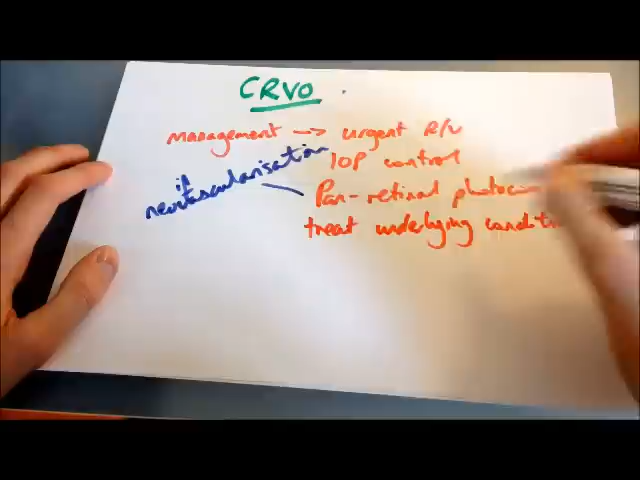 CRVO
management → urgent R/V
IOP control
if
neovascularisation — Pan-retinal
treat underlying